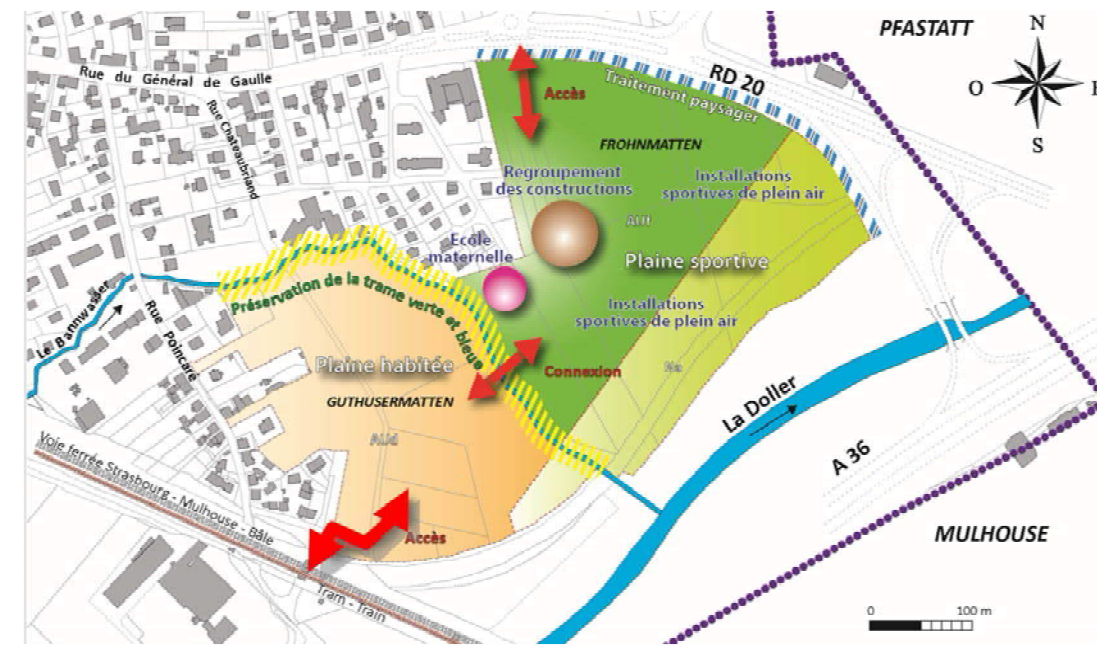 PFASTATT
N
O
E
S
Rue du Général de Gaulle
RD 20
Traitement paysager
Accès
Rue Chateaubriand
FROHNMATTEN
Regroupement
des constructions
Installations
sportives de plein air
AUf
Ecole
maternelle
Plaine sportive
Le Bannwasser
Préservation de la trame verte et bleue
Installations
sportives de plein air
Rue Poincaré
Plaine habitée
Connexion
Na
GUTHUSERMATTEN
La Doller
AUd
A 36
Voie ferrée Strasbourg - Mulhouse - Bâle
Accès
MULHOUSE
Tram - Train
0 100 m